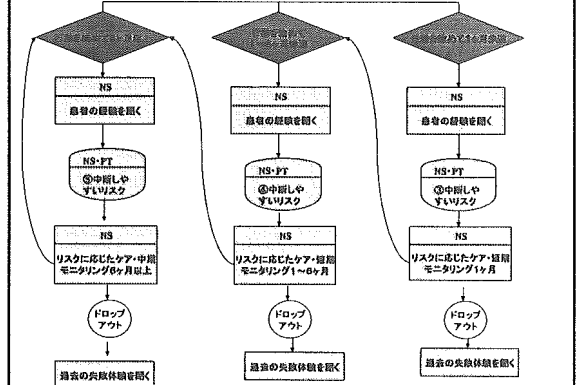 NS
患者の経験を聞く
NS・PT
⑤中断しや
すいリスク
NS
リスクに応じたケア・中期
モニタリング6ヶ月以上
ドロップ
アウト
過去の失敗体験を聞く
NS
患者の経験を聞く
NS・PT
④中断しや
すいリスク
NS
リスクに応じたケア・短期
モニタリング1～6ヶ月
ドロップ
アウト
過去の失敗体験を聞く
NS
患者の経験を聞く
NS・PT
③中断しや
すいリスク
NS
リスクに応じたケア・短期
モニタリング1ヶ月
ドロップ
アウト
過去の失敗体験を聞く